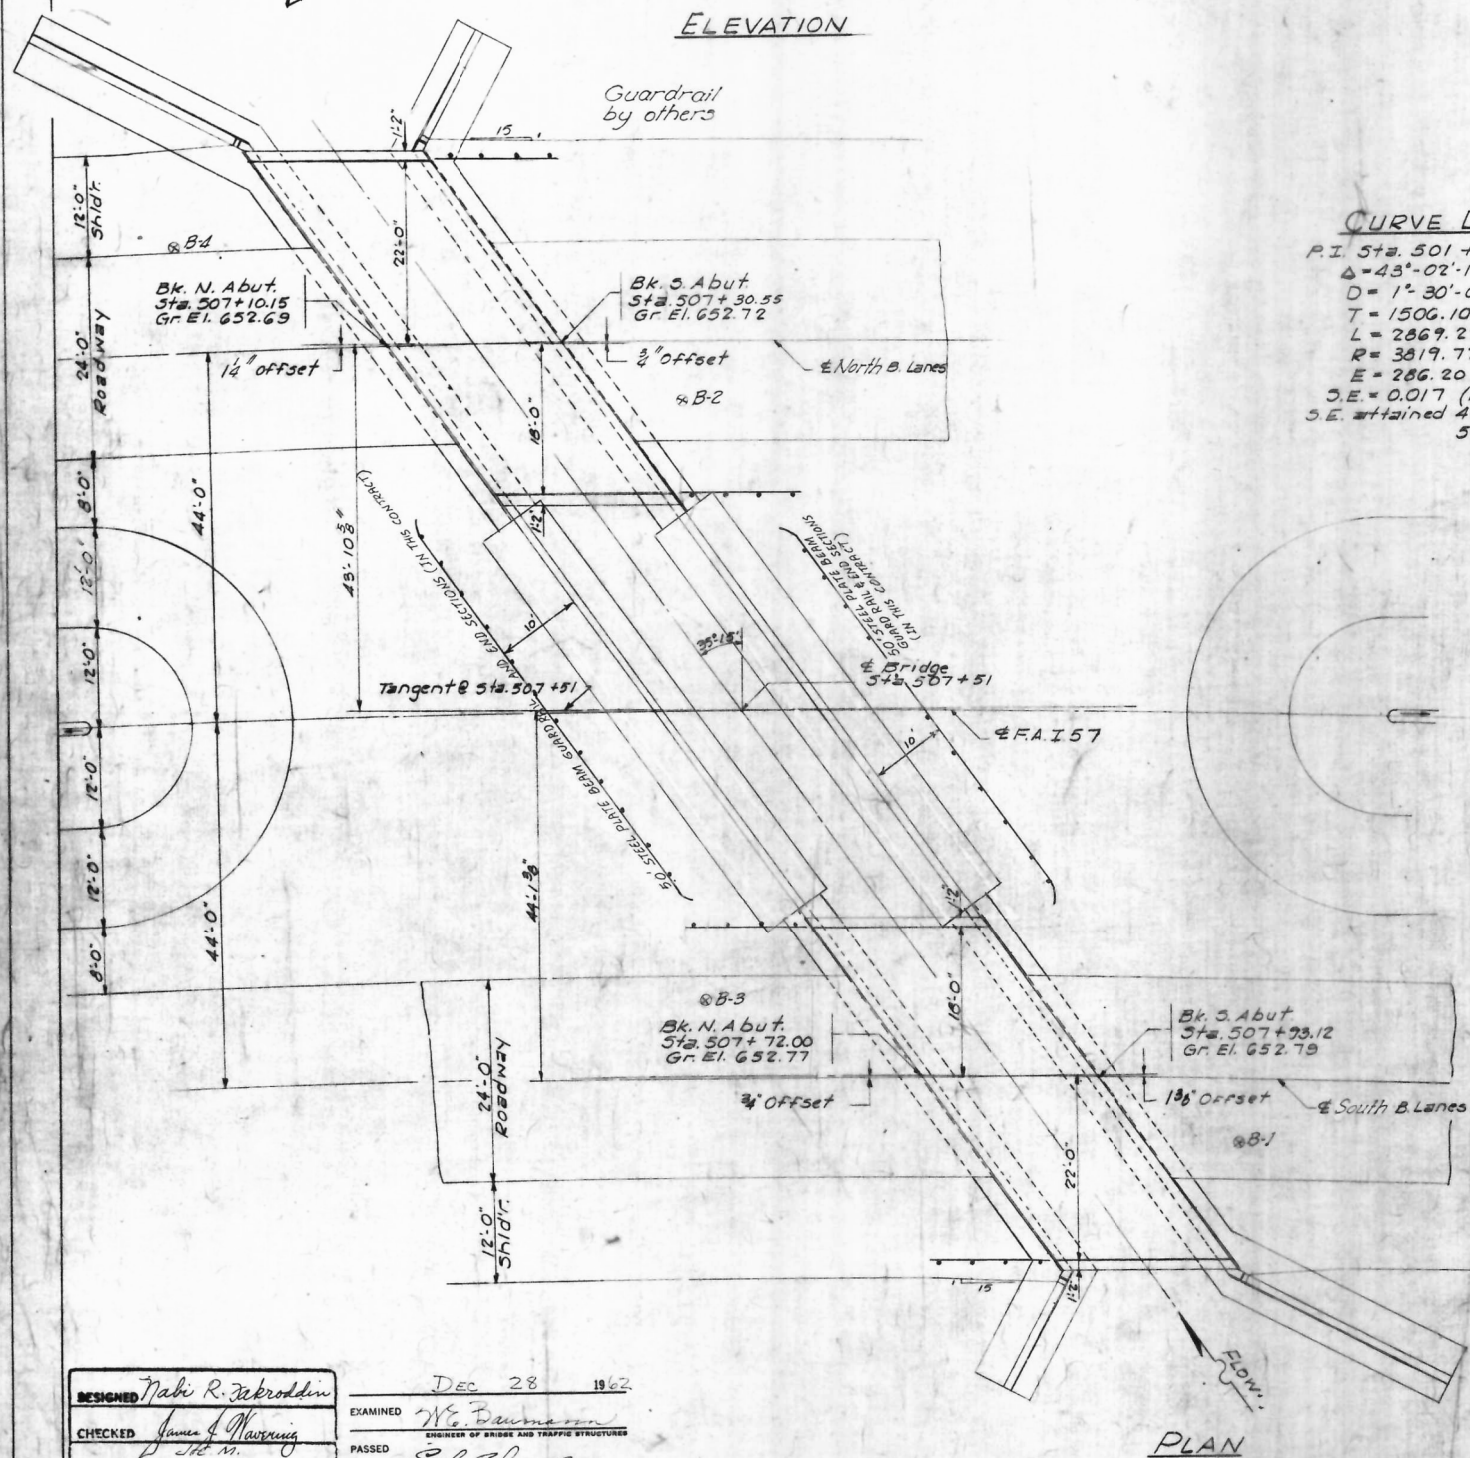 ELEVATION
Guardrail
by others
15
1'-2"
12'-0"
Shld'r.
B-4
22'-0"
Bk. N. Abut.
Sta. 507+10.15
Gr. El. 652.69
Bk. S. Abut.
Sta. 507+30.55
Gr. El. 652.72
CURVE
P.I. Sta. 501 +
Δ = 43°-02'-1
D = 1°-30'-0
T = 1506.10
L = 2869.2
R = 3819.7
E = 286.20
S.E. = 0.017
S.E. attained 4
5
24'-0"
Roadway
1¼" offset
¾" Offset
℄ North B. Lanes
B-2
18'-0"
8'-0"
44'-0"
43'-10⅝"
1'-2"
12'-0"
50' STEEL PLATE BEAM GUARD RAIL AND END SECTIONS (IN THIS CONTRACT)
50' STEEL PLATE BEAM
GUARD RAIL & END SECTIONS
(IN THIS CONTRACT)
10'
35°-15'
12'-0"
℄ Bridge
Sta. 507+51
Tangent @ Sta. 507+51
℄ F.A.I 57
10'
12'-0"
12'-0"
44'-0"
44'-1⅜"
1'-2"
8'-0"
18'-0"
B-3
Bk. N. Abut.
Sta. 507+72.00
Gr. El. 652.77
Bk. S. Abut.
Sta. 507+93.12
Gr. El. 652.79
24'-0"
Roadway
¾" Offset
1⅜" Offset
℄ South B. Lanes
B-1
22'-0"
12'-0"
Shld'r.
15
1'-2"
FLOW
DESIGNED Nabi R. Fakroddin
CHECKED James J. Wavering
DEC 28 1962
EXAMINED W.E. Baumann
ENGINEER OF BRIDGE AND TRAFFIC STRUCTURES
PASSED
PLAN